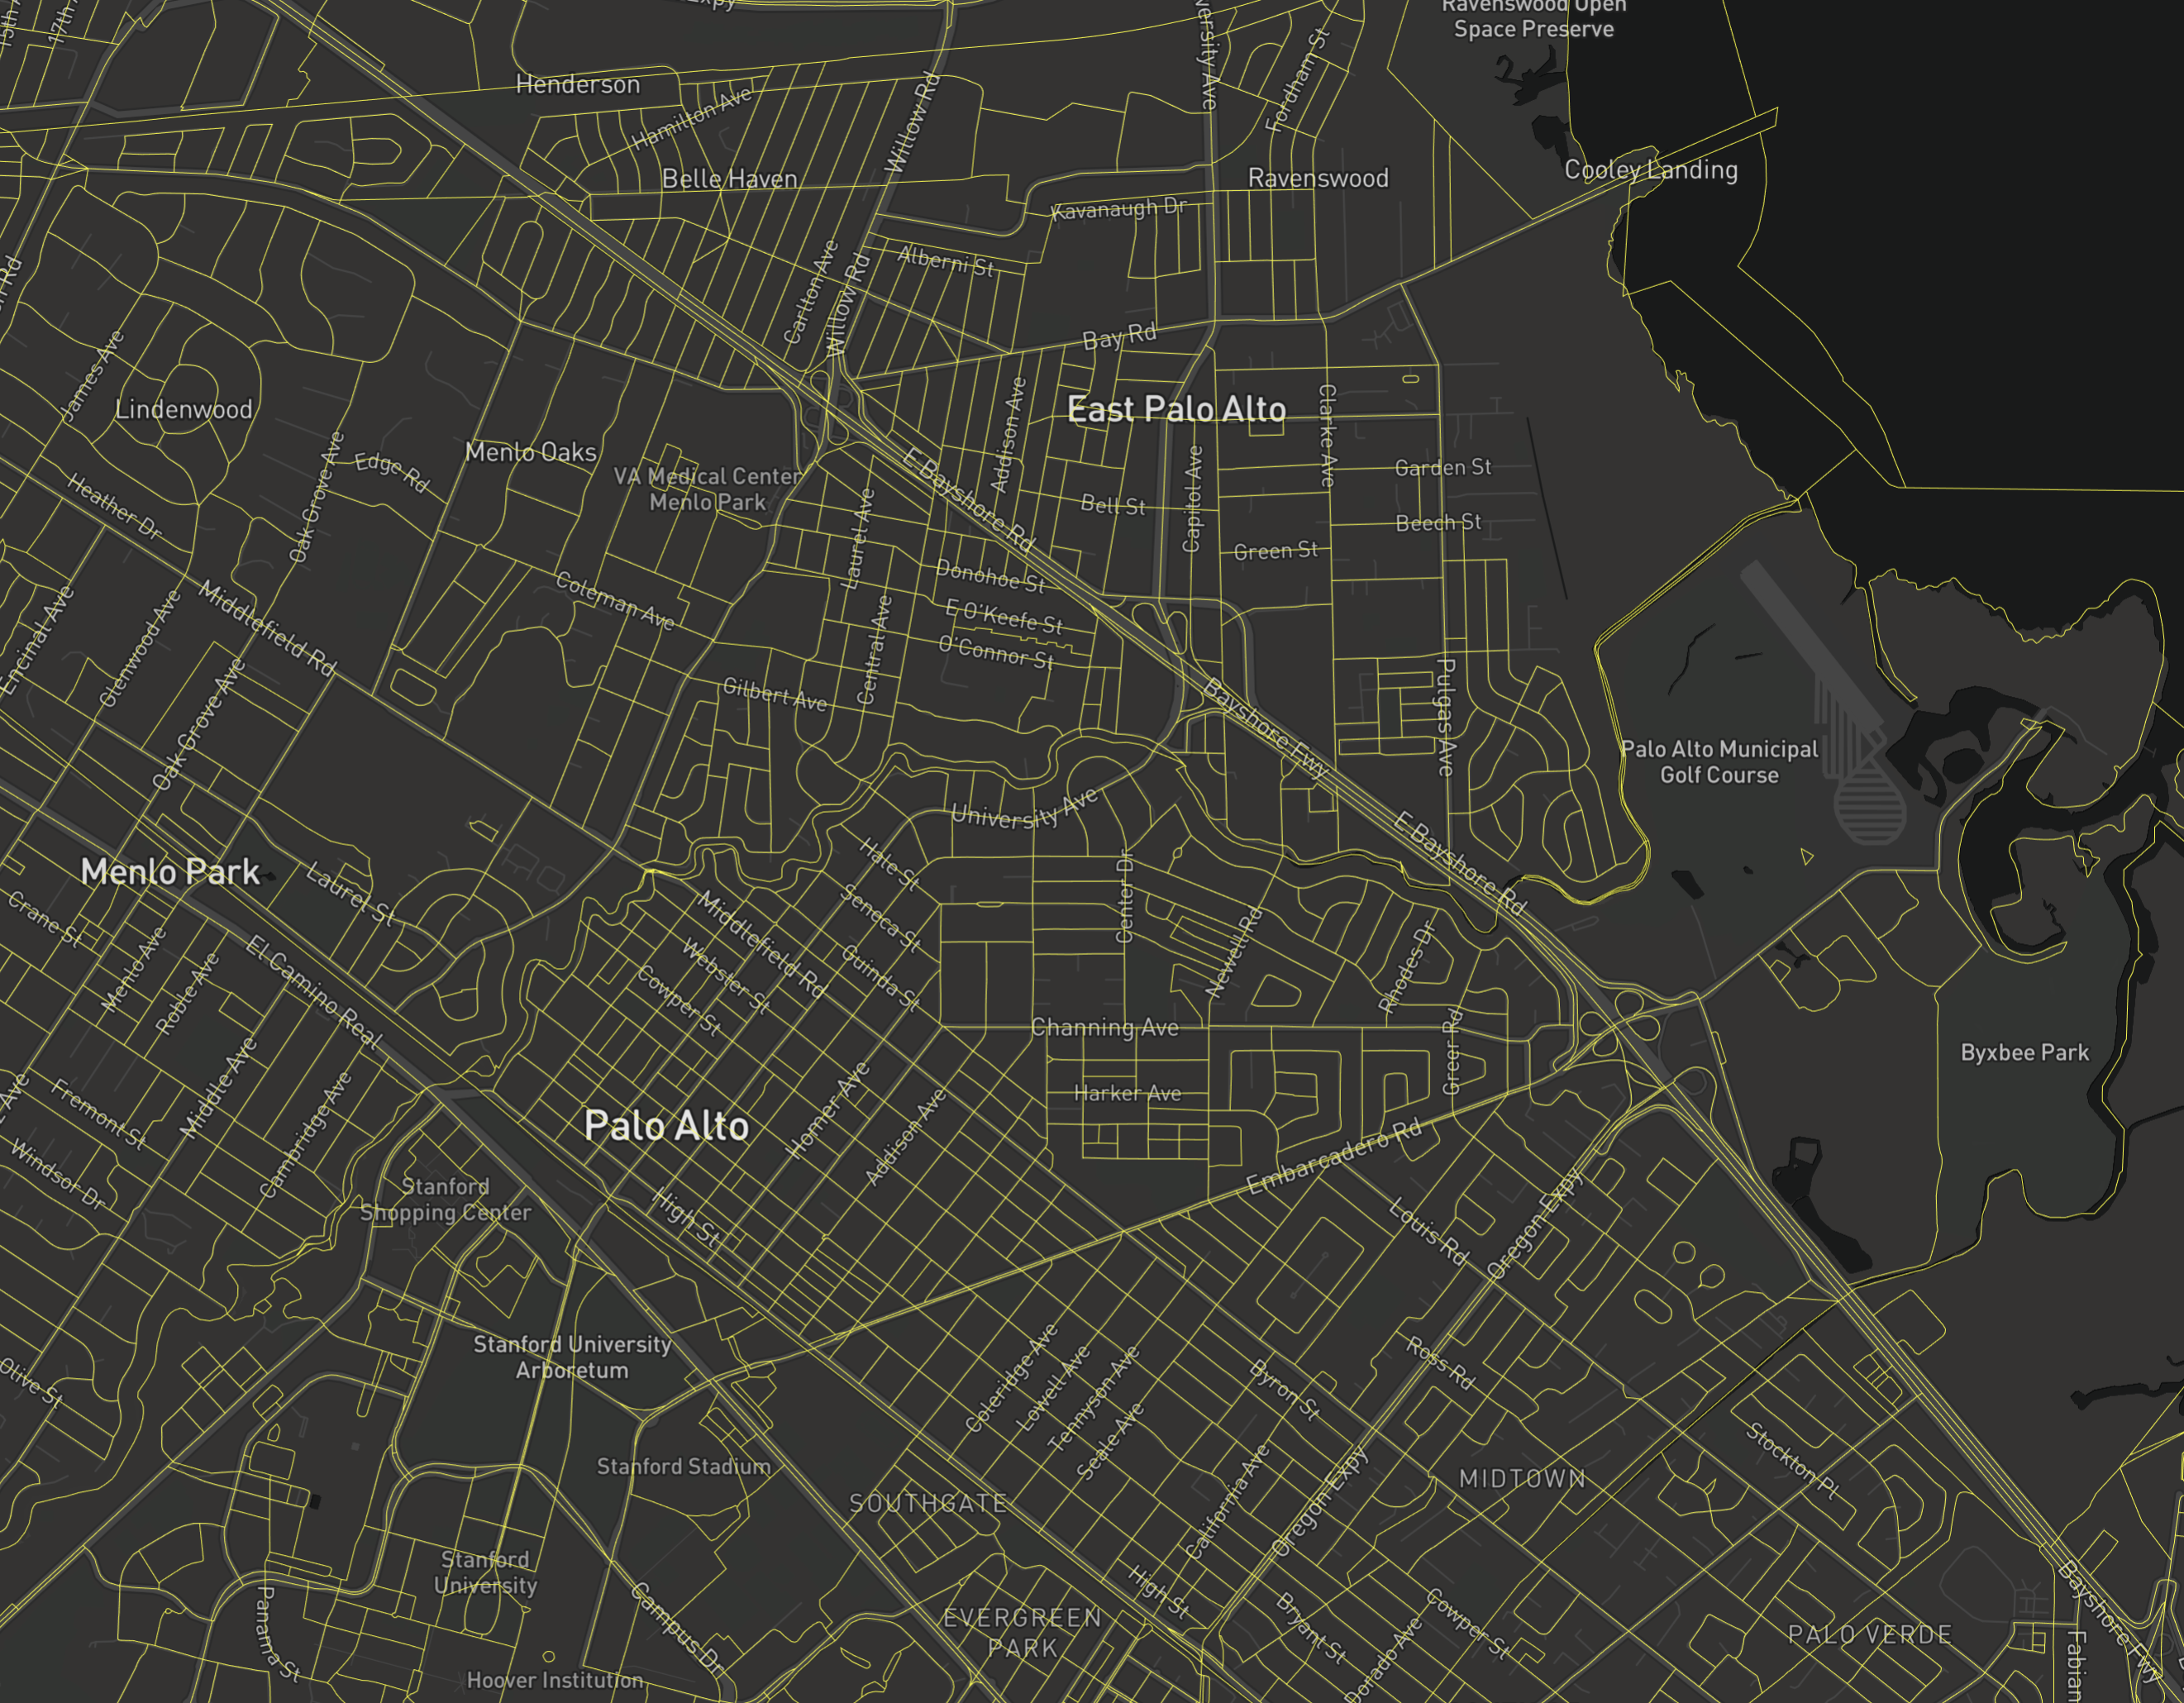 Ravenswood Open
Space Preserve
Expy
15th A
17th A
versity Ave
Fordham St
Henderson
Hamilton Ave
Willow Rd
Belle Haven
Ravenswood
Cooley Landing
Kavanaugh Dr
Alberni St
Carlton Ave
Willow Rd
Bay Rd
James Ave
Lindenwood
East Palo Alto
Clarke Ave
Addison Ave
Menlo Oaks
Edge Rd
Oak Grove Ave
VA Medical Center
Menlo Park
E Bayshore Rd
Garden St
Heather Dr
Bell St
Capitol Ave
Beech St
Laurel Ave
Green St
Donohoe St
Coleman Ave
E O'Keefe St
O'Connor St
Encinal Ave
Glenwood Ave
Middlefield Rd
Central Ave
Gilbert Ave
Oak Grove Ave
Bayshore Fwy
Pulgas Ave
Palo Alto Municipal
Golf Course
University Ave
E Bayshore Rd
Menlo Park
Laurel St
Hale St
Center Dr
Crane St
Middlefield Rd
Seneca St
Newell Rd
Rhodes Dr
Menlo Ave
Roble Ave
El Camino Real
Webster St
Cowper St
Guinda St
Channing Ave
Greer Rd
Byxbee Park
Middle Ave
Fremont St
Cambridge Ave
Harker Ave
Homer Ave
Addison Ave
Palo Alto
Embarcadero Rd
Windsor Dr
Stanford
Shopping Center
High St
Louis Rd
Oregon Expy
Stanford University
Arboretum
Olive St
Coleridge Ave
Lowell Ave
Tennyson Ave
Seale Ave
Byron St
Ross Rd
Stanford Stadium
SOUTHGATE
California Ave
Oregon Expy
MIDTOWN
Stockton Pl
Stanford
University
Panama St
Campus Dr
High St
EVERGREEN
PARK
Bryant St
Cowper St
Dorado Ave
PALO VERDE
Bayshore Fwy
Fabian
Hoover Institution